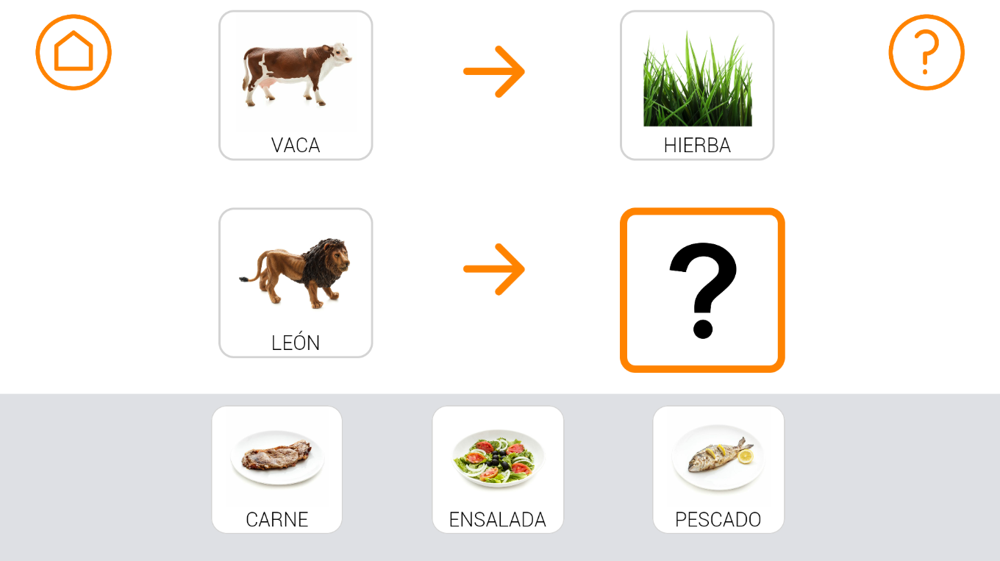 VACA
HIERBA
LEÓN
?
CARNE
ENSALADA
PESCADO